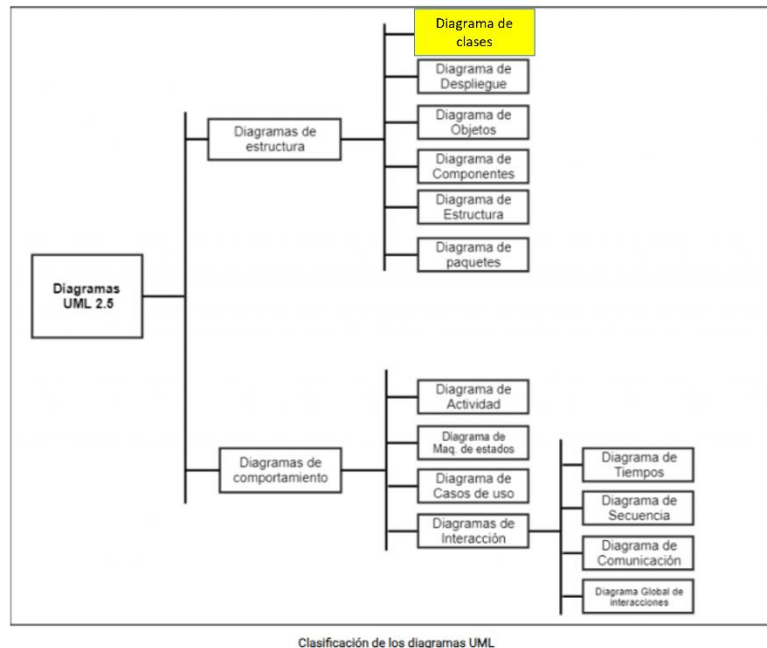 Diagrama de
clases
Diagrama de
Despliegue
Diagramas de
estructura
Diagrama de
Objetos
Diagrama de
Componentes
Diagrama de
Estructura
Diagrama de
paquetes
Diagramas
UML 2.5
Diagrama de
Actividad
Diagrama de
Maq. de estados
Diagramas de
comportamiento
Diagrama de
Casos de uso
Diagramas de
Interacción
Diagrama de
Tiempos
Diagrama de
Secuencia
Diagrama de
Comunicación
Diagrama Global de
interacciones
Clasificación de los diagramas UML